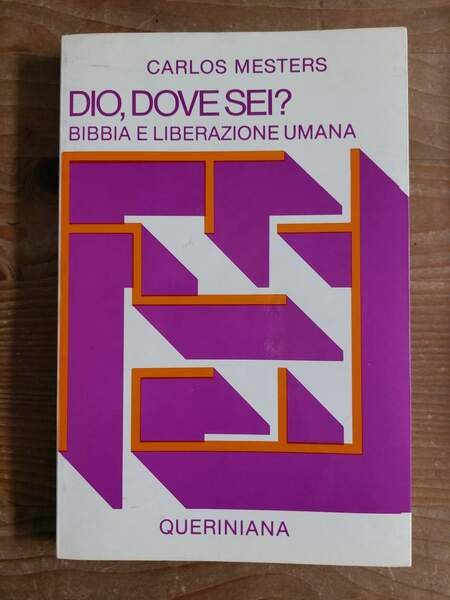 CARLOS MESTERS
DIO, DOVE SEI?
BIBBIA E LIBERAZIONE UMANA
QUERINIANA